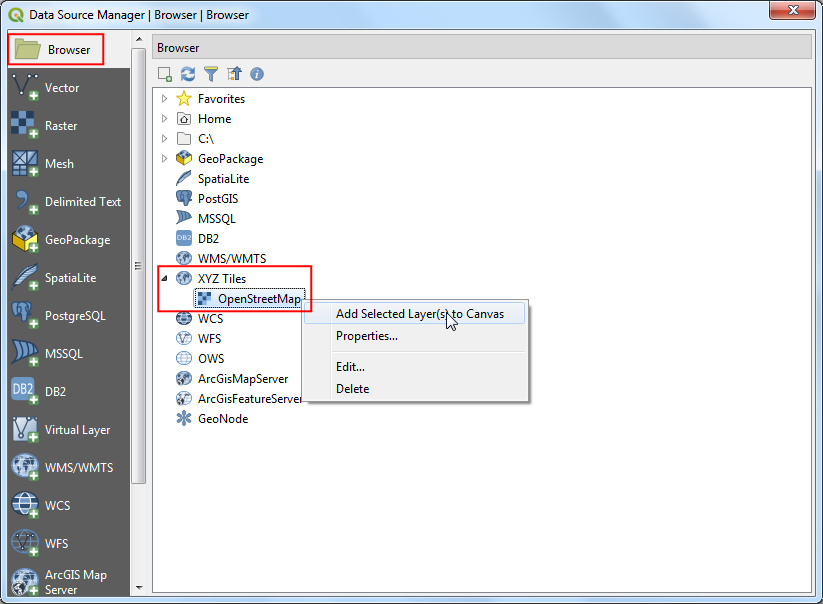 Data Source Manager | Browser | Browser
Browser
Vector
Raster
Mesh
Delimited Text
GeoPackage
SpatiaLite
PostgreSQL
MSSQL
DB2
DB2
Virtual Layer
WMS/WMTS
WCS
WFS
ArcGIS Map
Server
Browser
Favorites
Home
C:\
GeoPackage
SpatiaLite
PostGIS
MSSQL
DB2 DB2
WMS/WMTS
XYZ Tiles
OpenStreetMap
WCS
WFS
OWS
ArcGisMapServer
ArcGisFeatureServer
GeoNode
Add Selected Layer(s) to Canvas
Properties...
Edit...
Delete